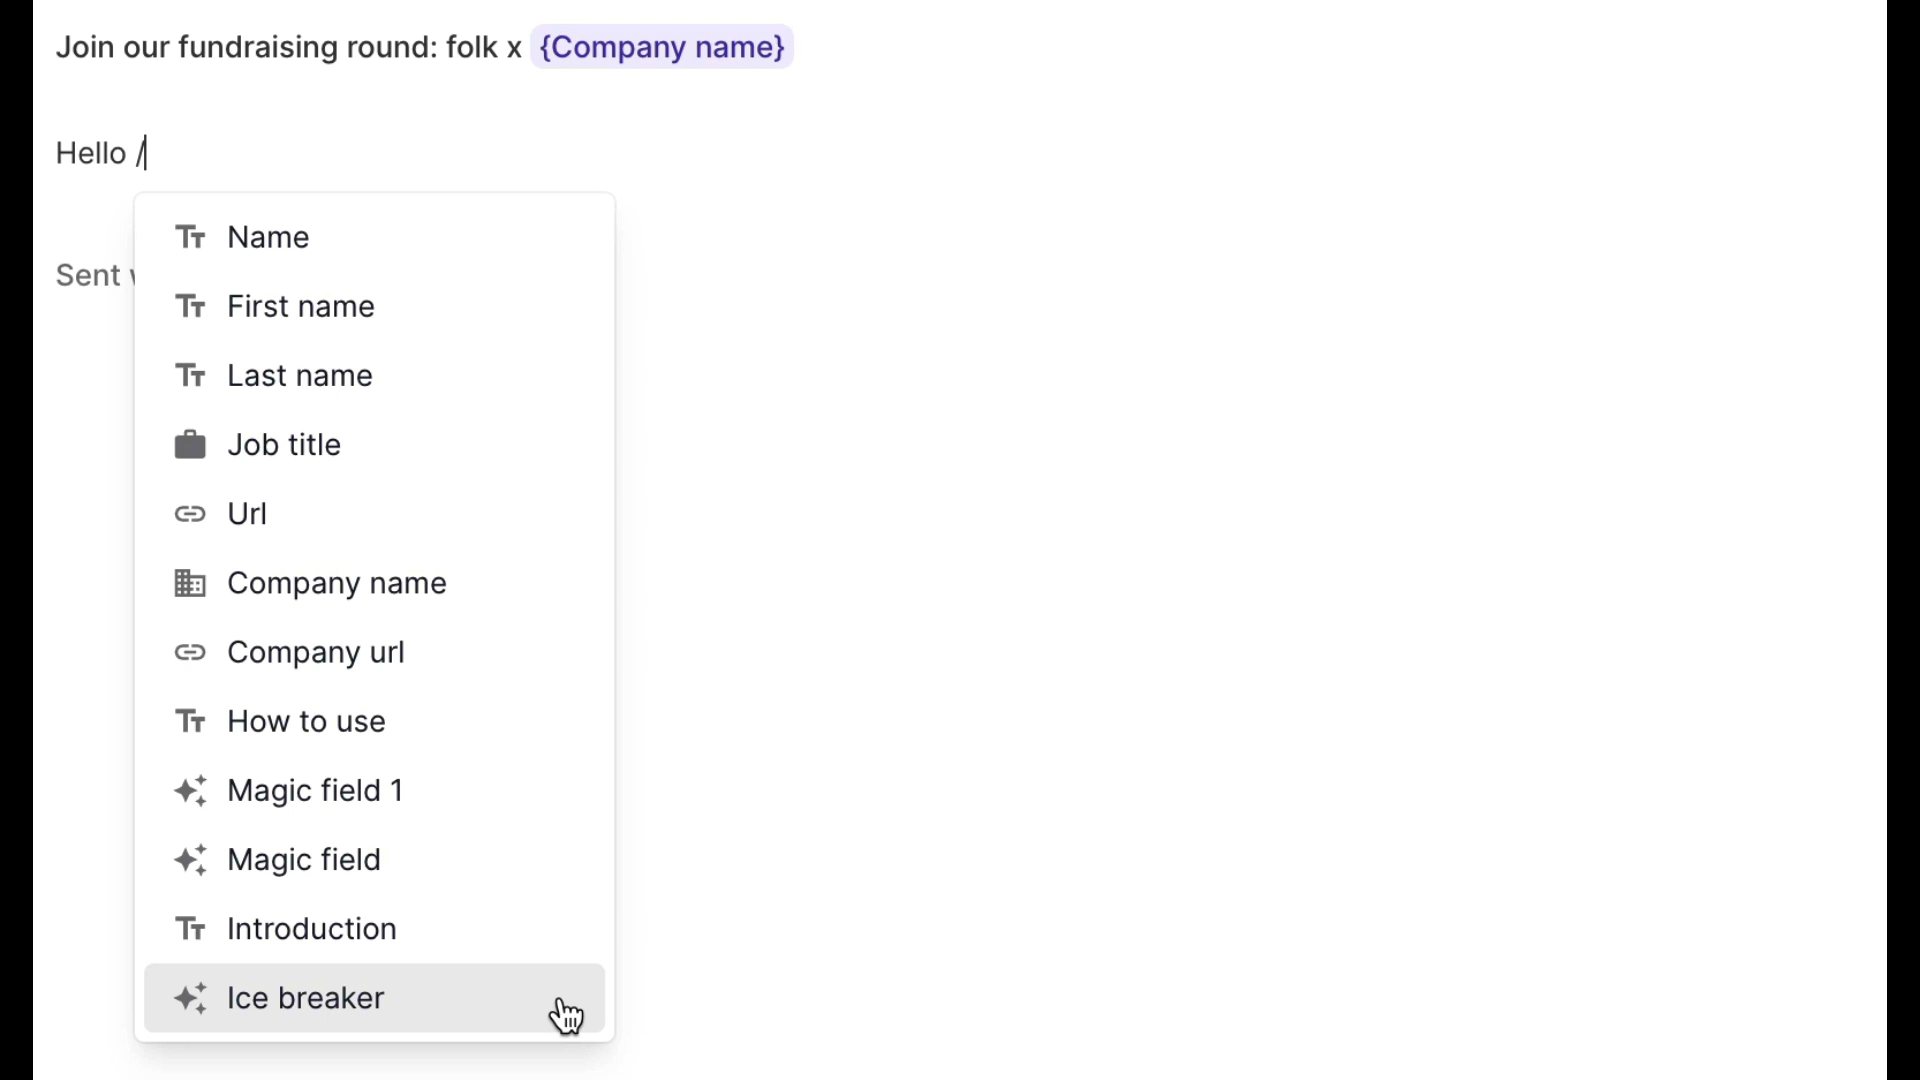 Join our fundraising round: folk x {Company name}
Hello /
Name
First name
Sent
Last name
Job title
Url
Company name
Company url
How to use
Magic field 1
Magic field
Introduction
Ice breaker